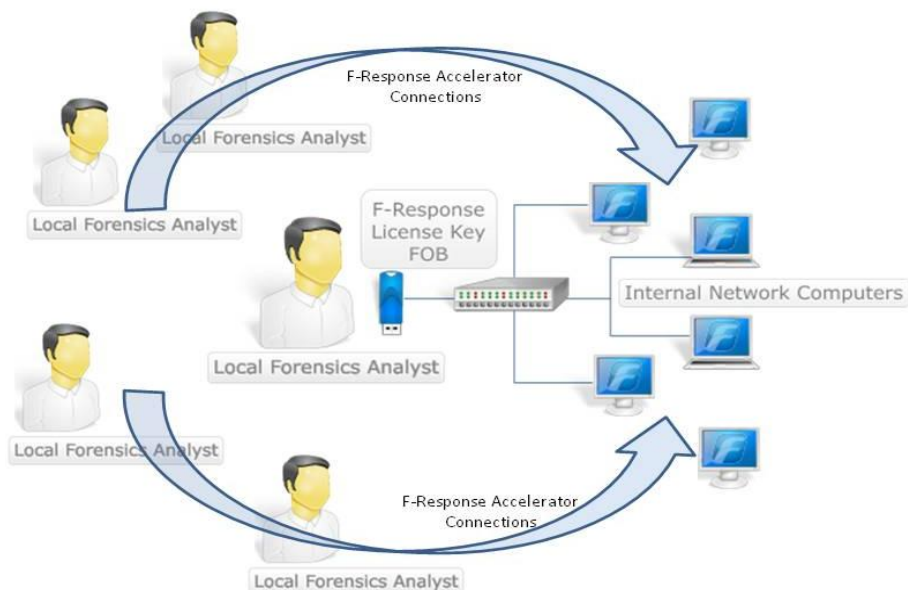 F-Response Accelerator
Connections
Local Forensics Analyst
Local Forensics Analyst
F-Response
License Key
FOB
Local Forensics Analyst
Internal Network Computers
Local Forensics Analyst
F-Response Accelerator
Connections
Local Forensics Analyst